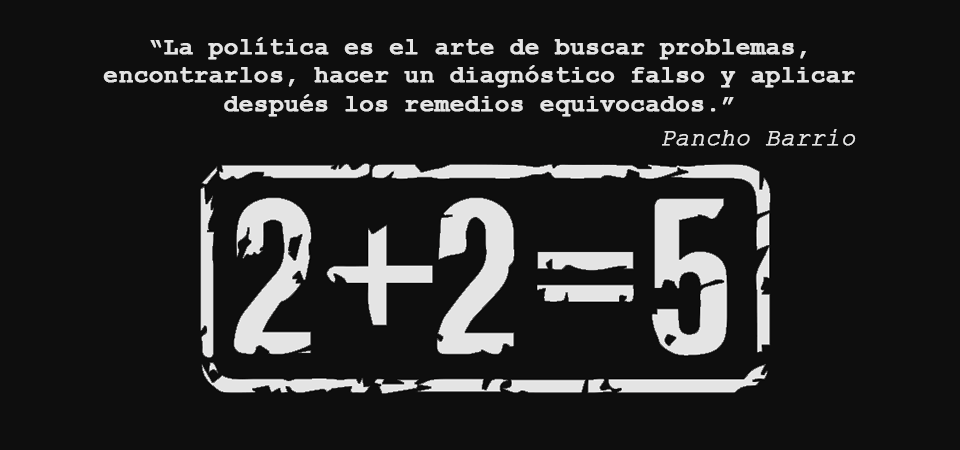 “La política es el arte de buscar problemas,
encontrarlos, hacer un diagnóstico falso y aplicar
después los remedios equivocados.”
Pancho Barrio
2+2=5